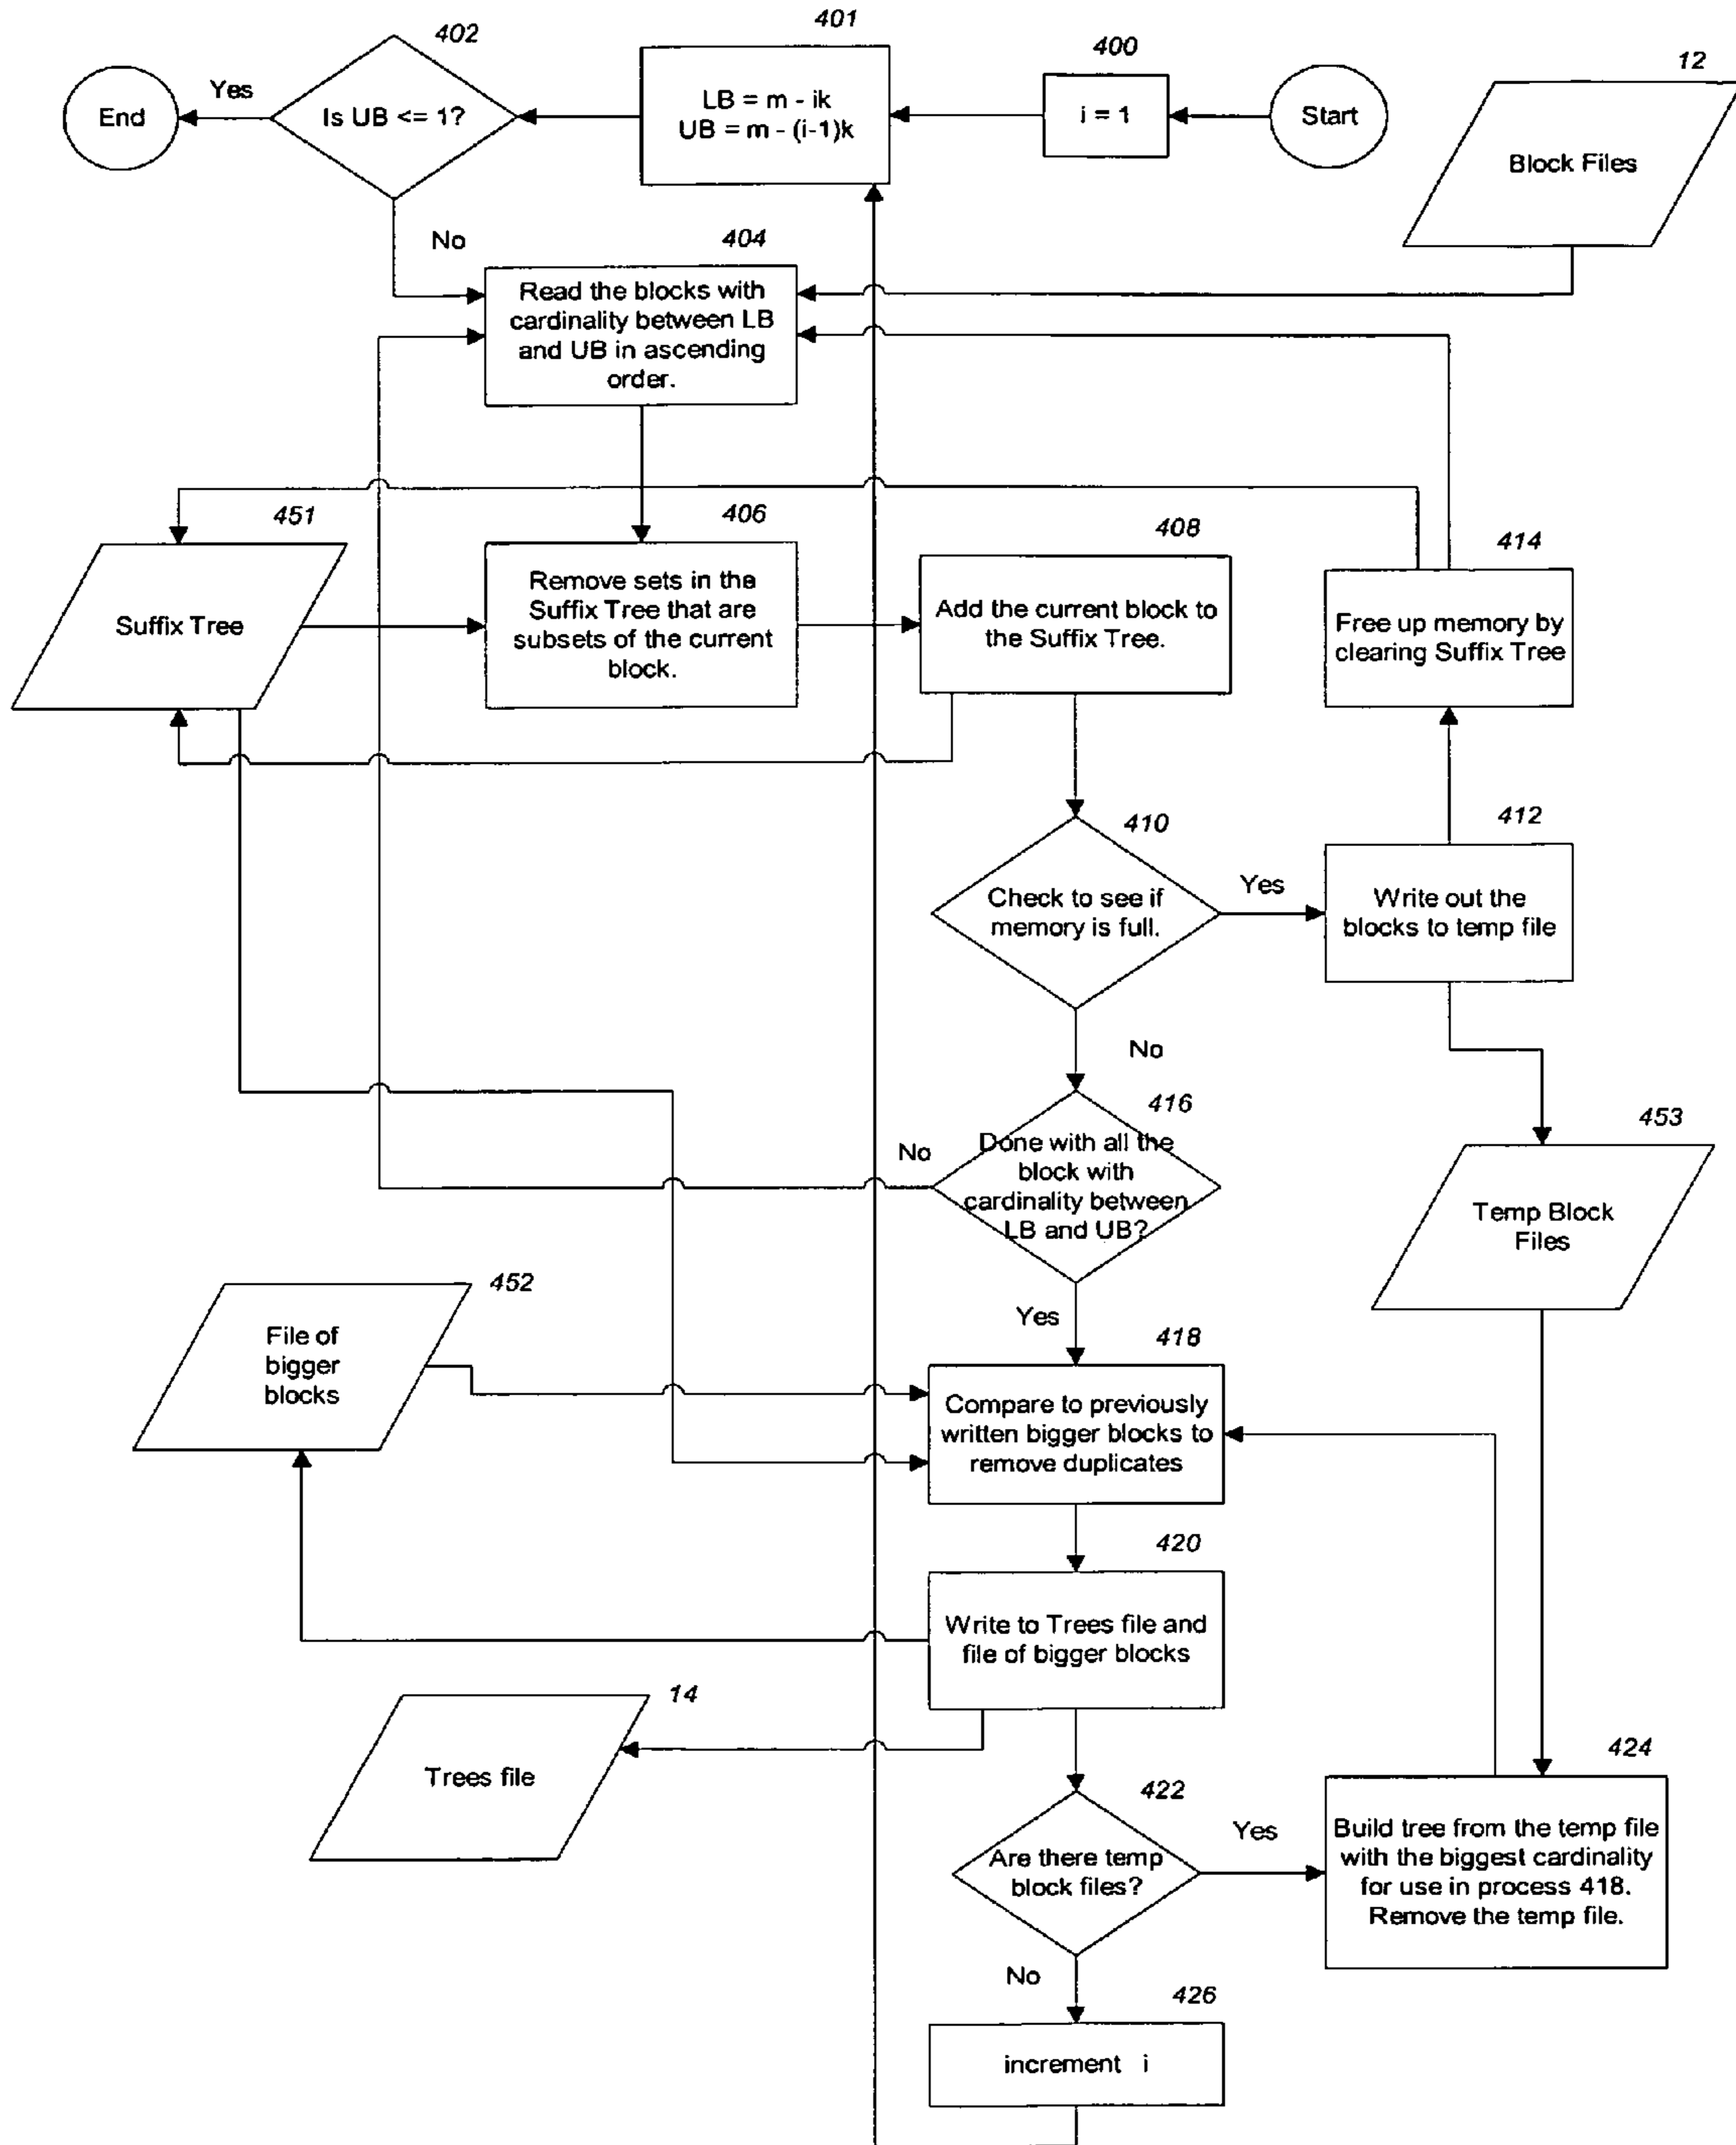 401
402
400
12
End
Yes
Is UB <= 1?
LB = m - ik
UB = m - (i-1)k
i = 1
Start
Block Files
No
404
Read the blocks with
cardinality between LB
and UB in ascending
order.
451
406
408
414
Suffix Tree
Remove sets in the
Suffix Tree that are
subsets of the current
block.
Add the current block to
the Suffix Tree.
Free up memory by
clearing Suffix Tree
410
412
Check to see if
memory is full.
Yes
Write out the
blocks to temp file
No
416
453
No
Done with all the
block with
cardinality between
LB and UB?
Temp Block
Files
452
File of
bigger
blocks
Yes
418
Compare to previously
written bigger blocks to
remove duplicates
420
Write to Trees file and
file of bigger blocks
14
Trees file
422
424
Are there temp
block files?
Yes
Build tree from the temp file
with the biggest cardinality
for use in process 418.
Remove the temp file.
No
426
increment i